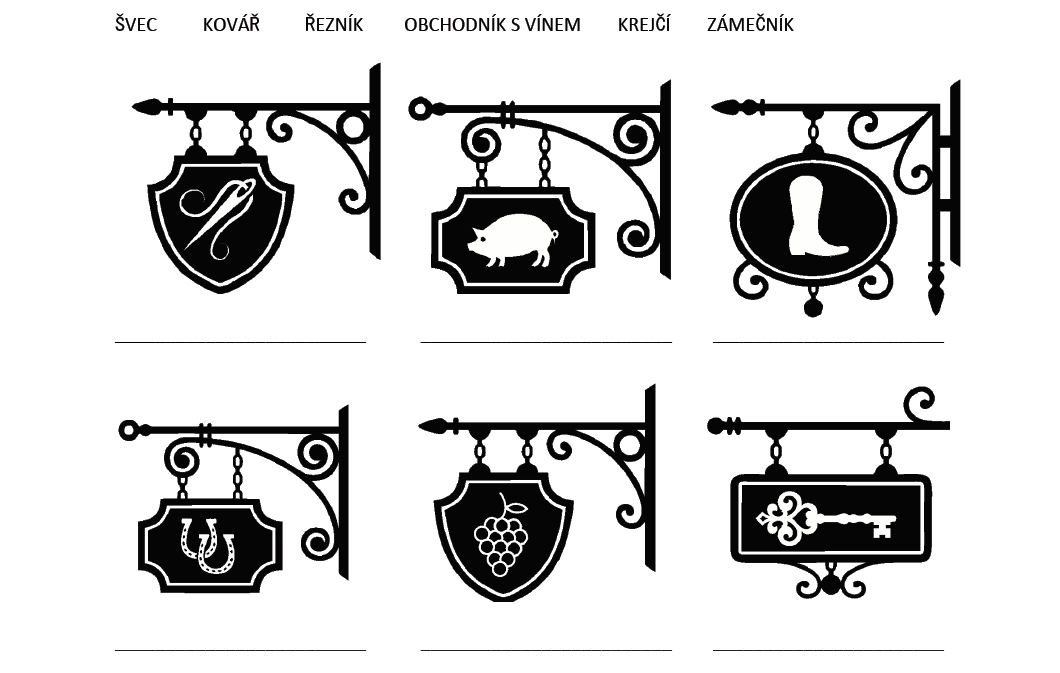 ŠVEC KOVÁŘ ŘEZNÍK OBCHODNÍK S VÍNEM KREJČÍ ZÁMEČNÍK